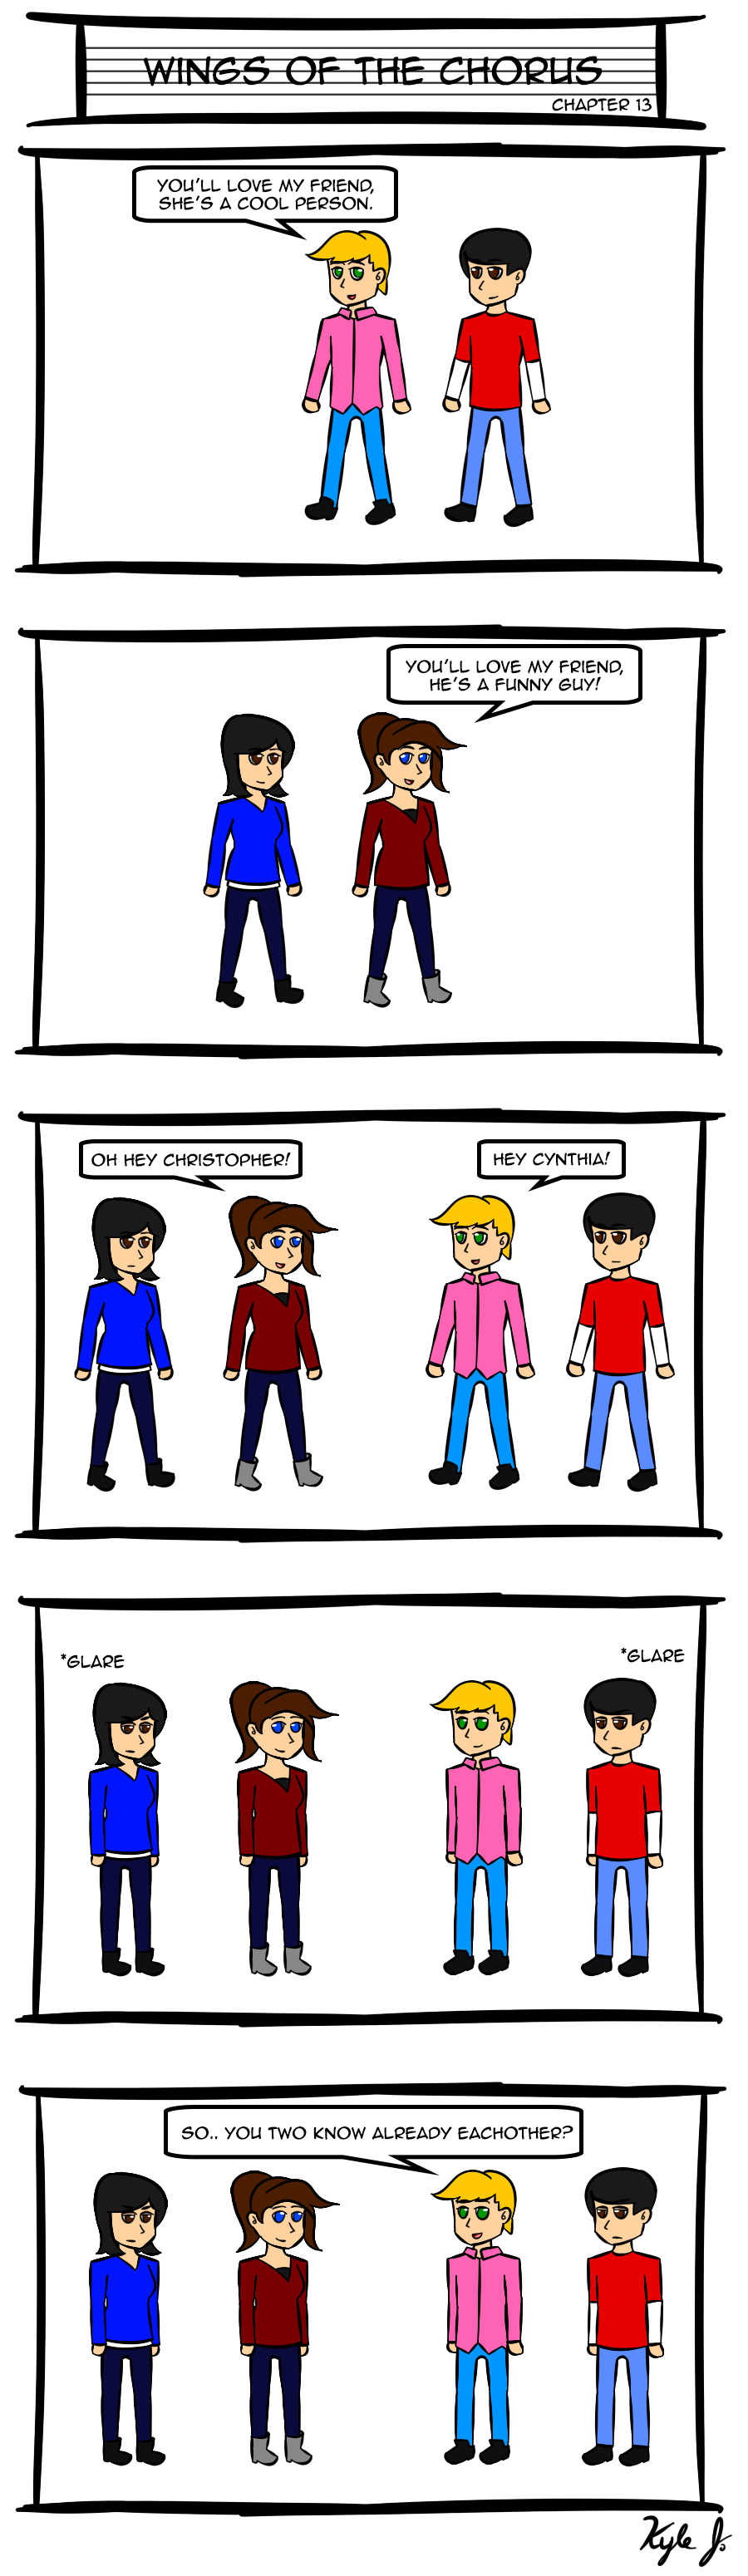 WINGS OF THE CHORUS
CHAPTER 13
YOU'LL LOVE MY FRIEND,
SHE'S A COOL PERSON.
YOU'LL LOVE MY FRIEND,
HE'S A FUNNY GUY!
OH HEY CHRISTOPHER!
HEY CYNTHIA!
*GLARE
*GLARE
SO.. YOU TWO KNOW ALREADY EACHOTHER?
Kyle J.